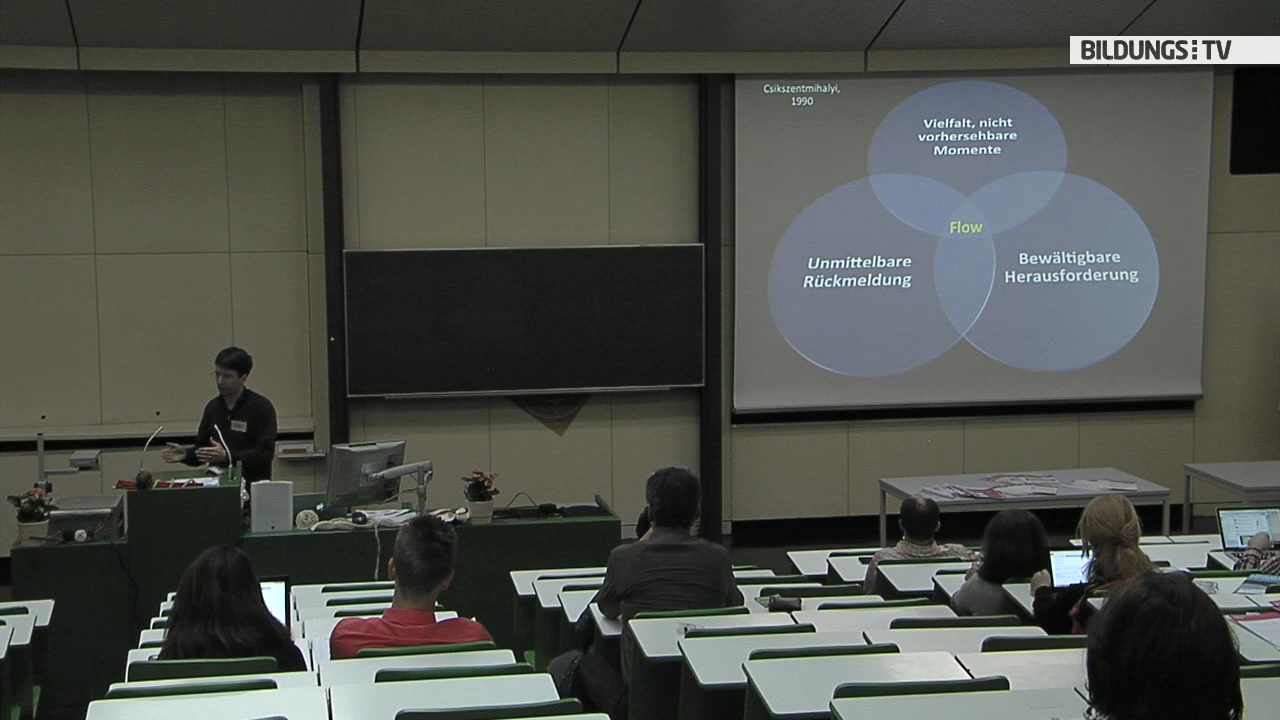 BILDUNGS TV
Csikszentmihalyi,
1990
Vielfalt, nicht
vorhersehbare
Momente
Flow
Unmittelbare
Rückmeldung
Bewältigbare
Herausforderung